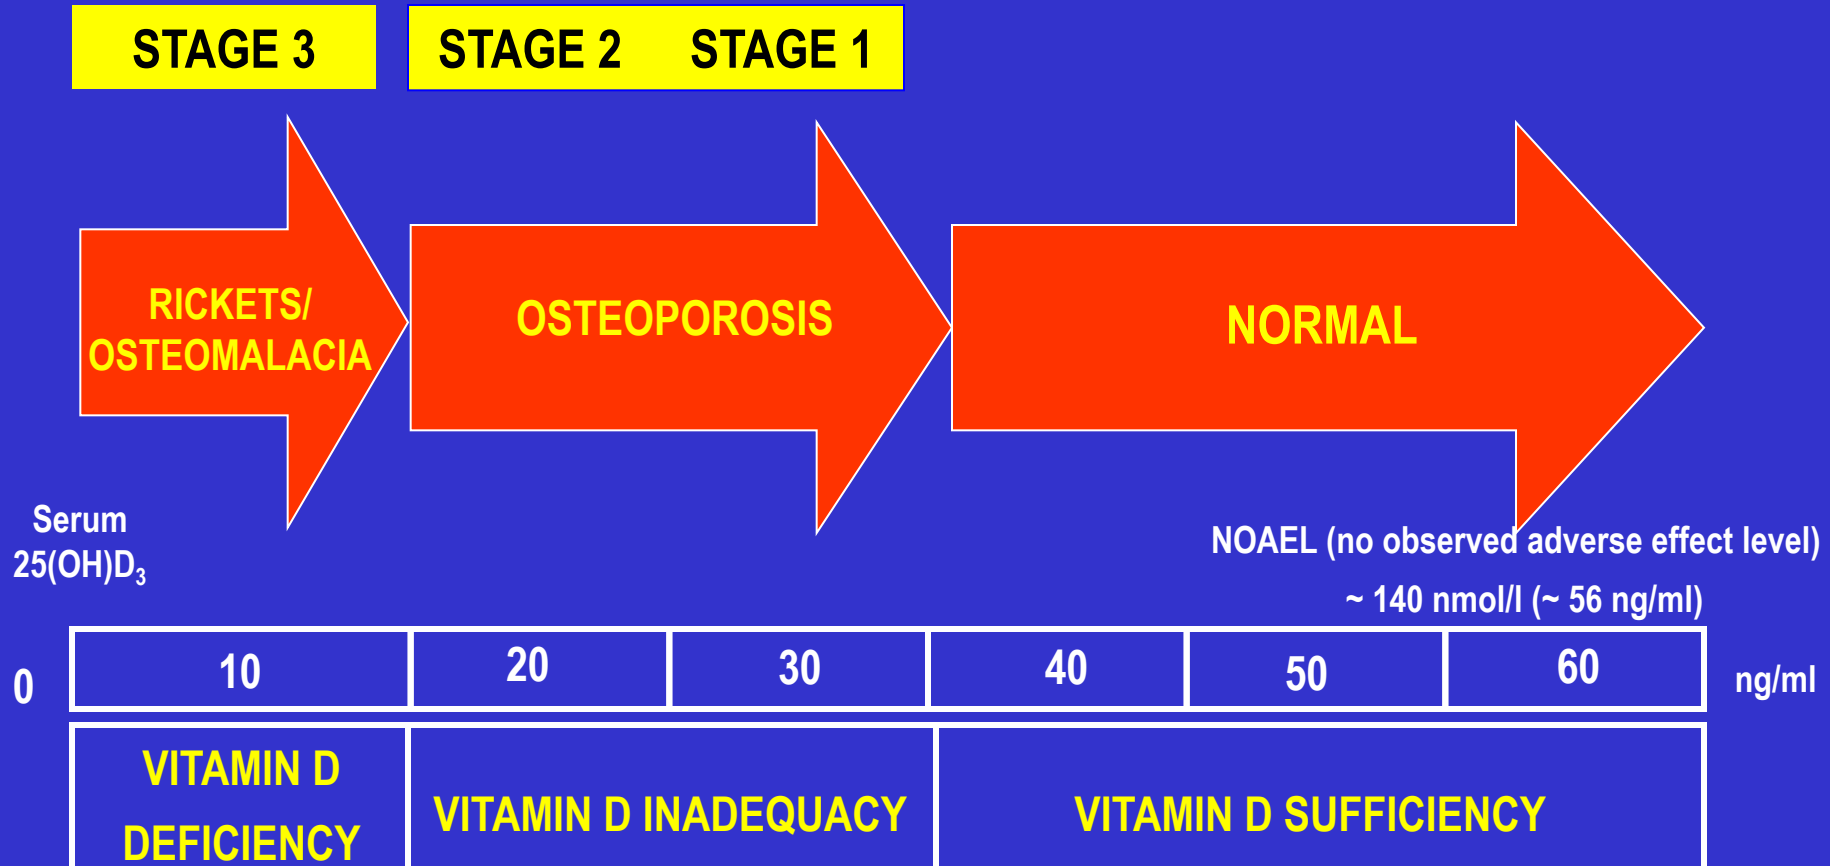 STAGE 3
STAGE 2 STAGE 1
RICKETS/
OSTEOMALACIA
OSTEOPOROSIS
NORMAL
Serum
25(OH)D₃
NOAEL (no observed adverse effect level)
~ 140 nmol/l (~ 56 ng/ml)
0 10 20 30 40 50 60 ng/ml
VITAMIN D
DEFICIENCY
VITAMIN D INADEQUACY
VITAMIN D SUFFICIENCY